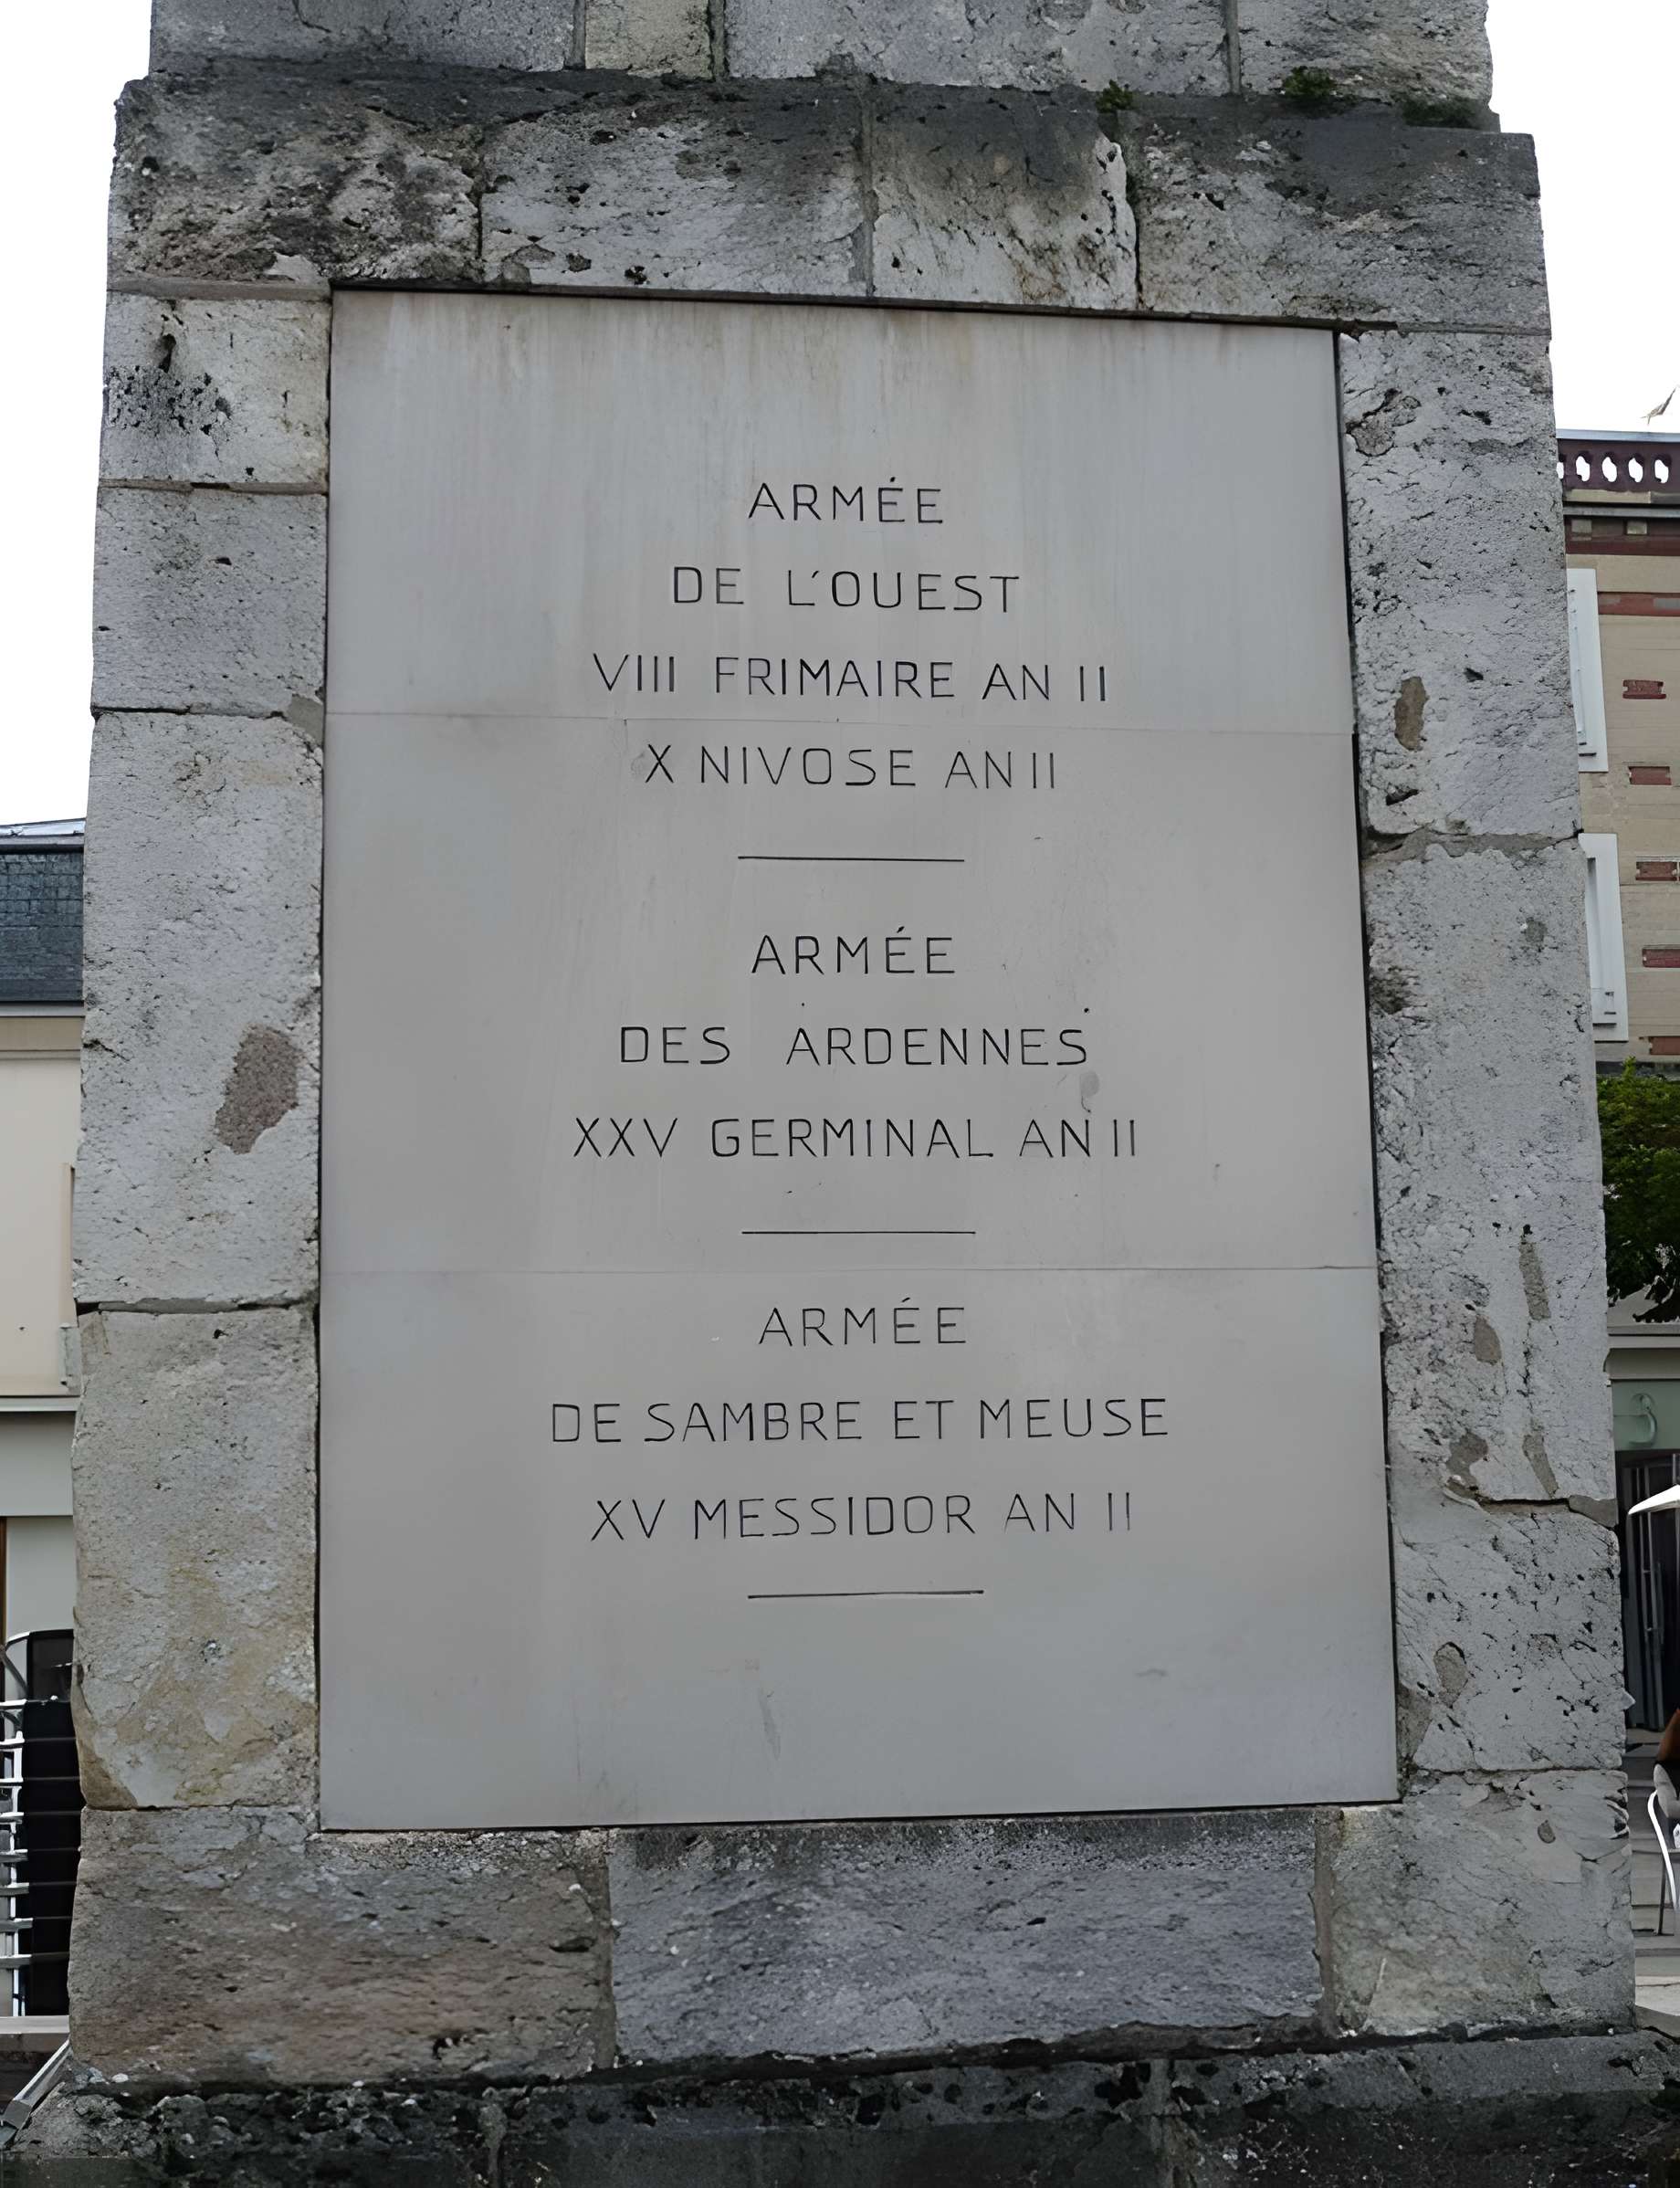 ARMÉE
DE L'OUEST
VIII FRIMAIRE AN II
X NIVOSE AN II
ARMÉE
DES ARDENNES
XXV GERMINAL AN II
ARMÉE
DE SAMBRE ET MEUSE
XV MESSIDOR AN II